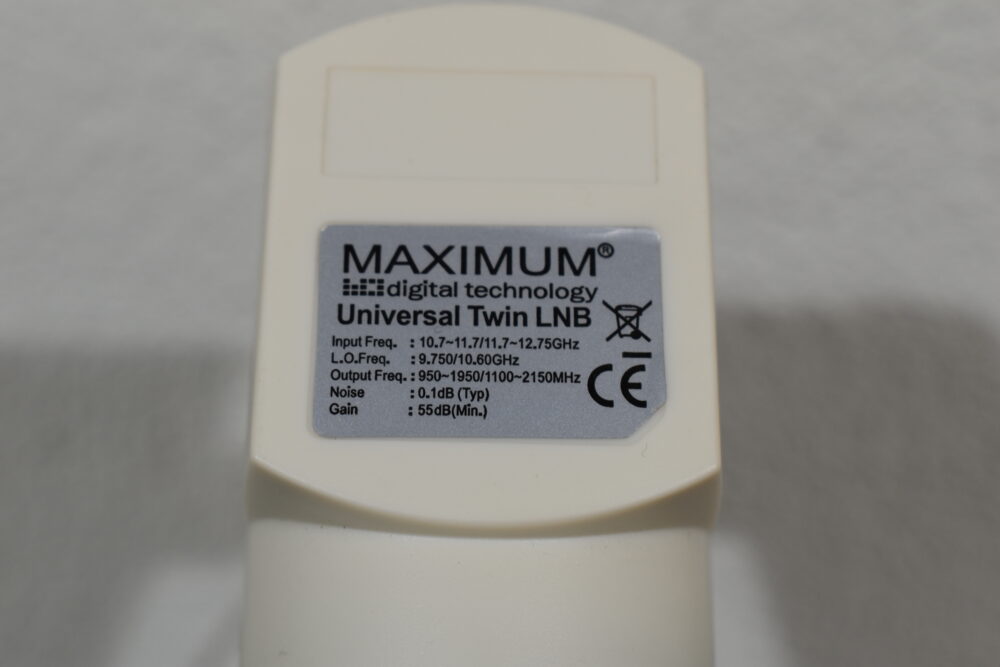 MAXIMUM®
digital technology
Universal Twin LNB
Input Freq. : 10.7~11.7/11.7~12.75GHz
L.O.Freq. : 9.750/10.60GHz
Output Freq. : 950~1950/1100~2150MHz
Noise : 0.1dB (Typ)
Gain : 55dB(Min.)
CE